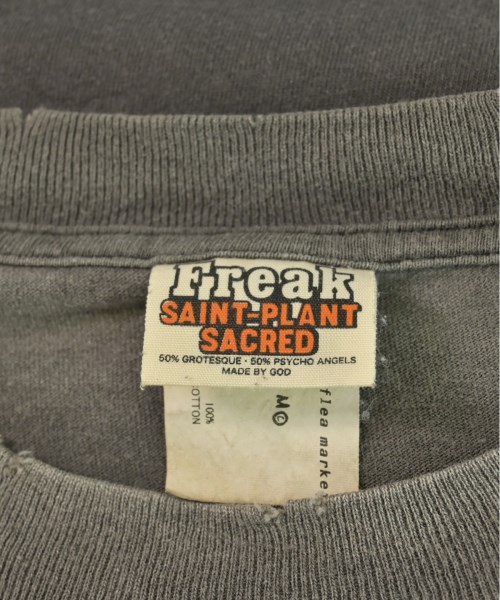 Freak
SAINT-PLANT
SACRED
50% GROTESQUE · 50% PSYCHO ANGELS
MADE BY GOD
100%
COTTON
M©
flea marke